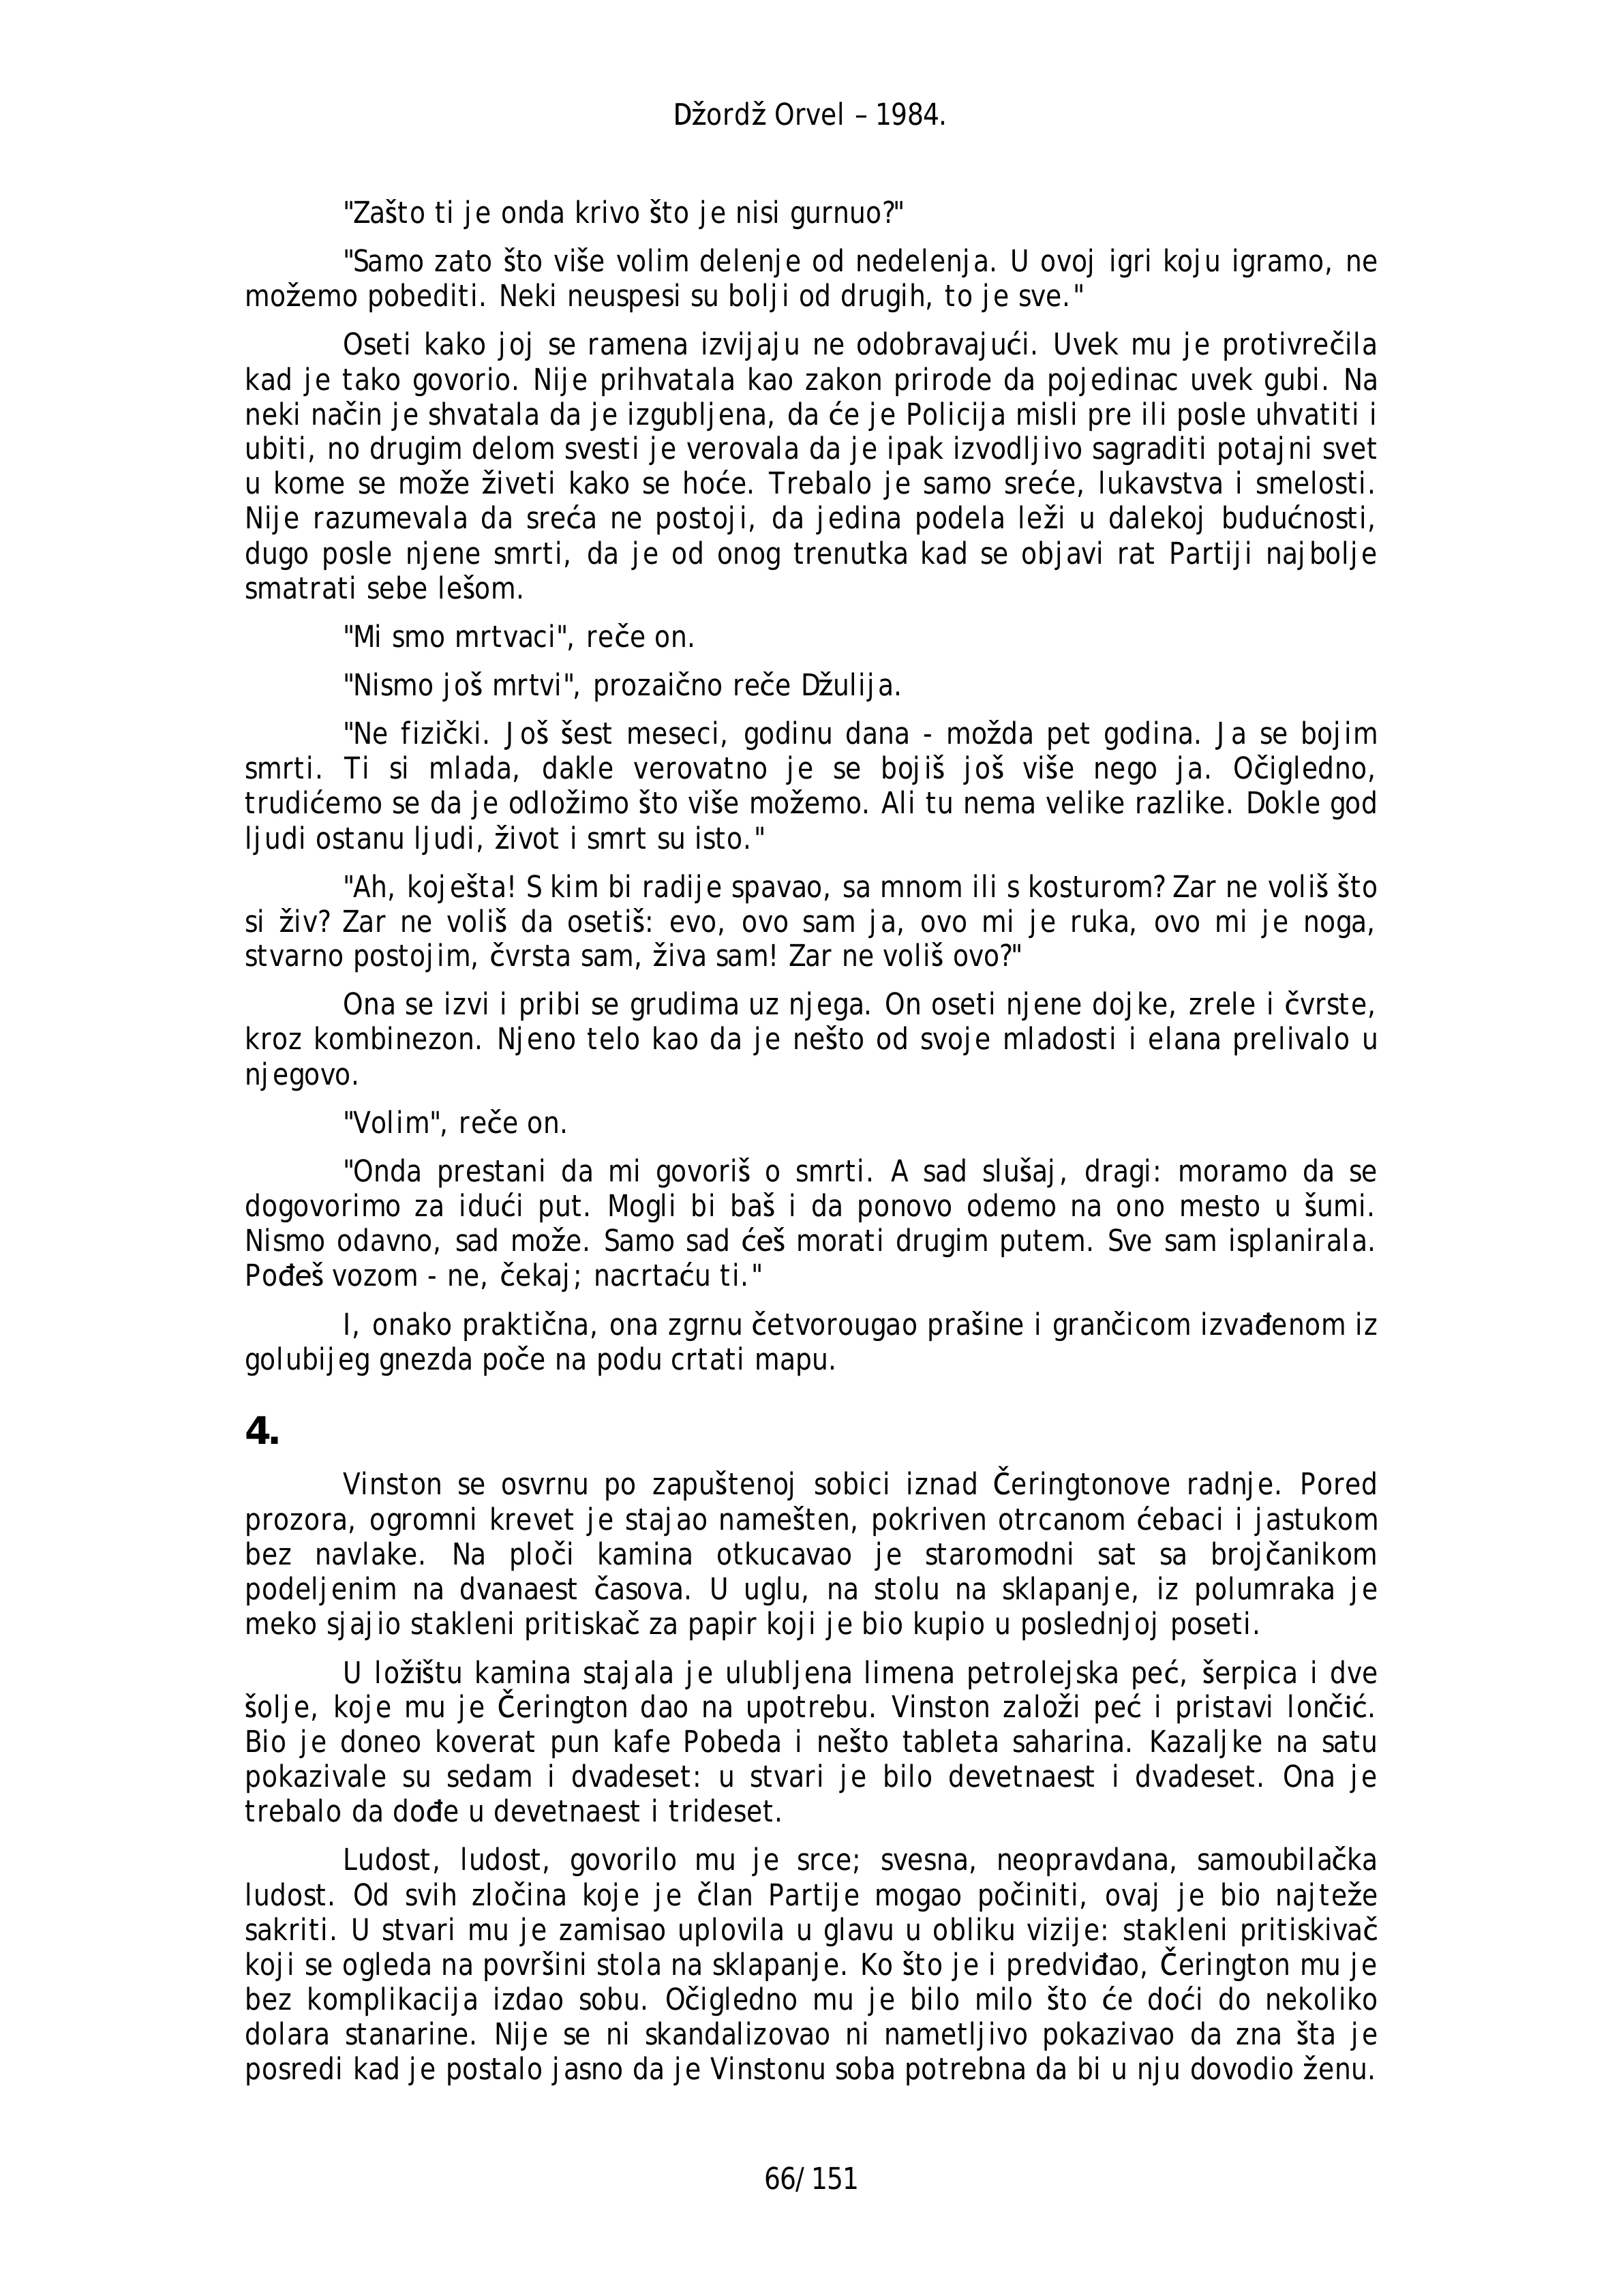 Džordž Orvel – 1984.
"Zašto ti je onda krivo što je nisi gurnuo?"
"Samo zato što više volim delenje od nedelenja. U ovoj igri koju igramo, ne
možemo pobediti. Neki neuspesi su bolji od drugih, to je sve."
Oseti kako joj se ramena izvijaju ne odobravajući. Uvek mu je protivrečila
kad je tako govorio. Nije prihvatala kao zakon prirode da pojedinac uvek gubi. Na
neki način je shvatala da je izgubljena, da će je Policija misli pre ili posle uhvatiti i
ubiti, no drugim delom svesti je verovala da je ipak izvodljivo sagraditi potajni svet
u kome se može živeti kako se hoće. Trebalo je samo sreće, lukavstva i smelosti.
Nije razumevala da sreća ne postoji, da jedina podela leži u dalekoj budućnosti,
dugo posle njene smrti, da je od onog trenutka kad se objavi rat Partiji najbolje
smatrati sebe lešom.
"Mi smo mrtvaci", reče on.
"Nismo još mrtvi", prozaično reče Džulija.
"Ne fizički. Još šest meseci, godinu dana - možda pet godina. Ja se bojim
smrti. Ti si mlada, dakle verovatno je se bojiš još više nego ja. Očigledno,
trudićemo se da je odložimo što više možemo. Ali tu nema velike razlike. Dokle god
ljudi ostanu ljudi, život i smrt su isto."
"Ah, koješta! S kim bi radije spavao, sa mnom ili s kosturom? Zar ne voliš što
si živ? Zar ne voliš da osetiš: evo, ovo sam ja, ovo mi je ruka, ovo mi je noga,
stvarno postojim, čvrsta sam, živa sam! Zar ne voliš ovo?"
Ona se izvi i pribi se grudima uz njega. On oseti njene dojke, zrele i čvrste,
kroz kombinezon. Njeno telo kao da je nešto od svoje mladosti i elana prelivalo u
njegovo.
"Volim", reče on.
"Onda prestani da mi govoriš o smrti. A sad slušaj, dragi: moramo da se
dogovorimo za idući put. Mogli bi baš i da ponovo odemo na ono mesto u šumi.
Nismo odavno, sad može. Samo sad ćeš morati drugim putem. Sve sam isplanirala.
Pođeš vozom - ne, čekaj; nacrtaću ti."
I, onako praktična, ona zgrnu četvorougao prašine i grančicom izvađenom iz
golubijeg gnezda poče na podu crtati mapu.
4.
Vinston se osvrnu po zapuštenoj sobici iznad Čeringtonove radnje. Pored
prozora, ogromni krevet je stajao namešten, pokriven otrcanom ćebaci i jastukom
bez navlake. Na ploči kamina otkucavao je staromodni sat sa brojčanikom
podeljenim na dvanaest časova. U uglu, na stolu na sklapanje, iz polumraka je
meko sjajio stakleni pritiskač za papir koji je bio kupio u poslednjoj poseti.
U ložištu kamina stajala je ulubljena limena petrolejska peć, šerpica i dve
šolje, koje mu je Čerington dao na upotrebu. Vinston založi peć i pristavi lončić.
Bio je doneo koverat pun kafe Pobeda i nešto tableta saharina. Kazaljke na satu
pokazivale su sedam i dvadeset: u stvari je bilo devetnaest i dvadeset. Ona je
trebalo da dođe u devetnaest i trideset.
Ludost, ludost, govorilo mu je srce; svesna, neopravdana, samoubilačka
ludost. Od svih zločina koje je član Partije mogao počiniti, ovaj je bio najteže
sakriti. U stvari mu je zamisao uplovila u glavu u obliku vizije: stakleni pritiskivač
koji se ogleda na površini stola na sklapanje. Ko što je i predviđao, Čerington mu je
bez komplikacija izdao sobu. Očigledno mu je bilo milo što će doći do nekoliko
dolara stanarine. Nije se ni skandalizovao ni nametljivo pokazivao da zna šta je
posredi kad je postalo jasno da je Vinstonu soba potrebna da bi u nju dovodio ženu.
66/151